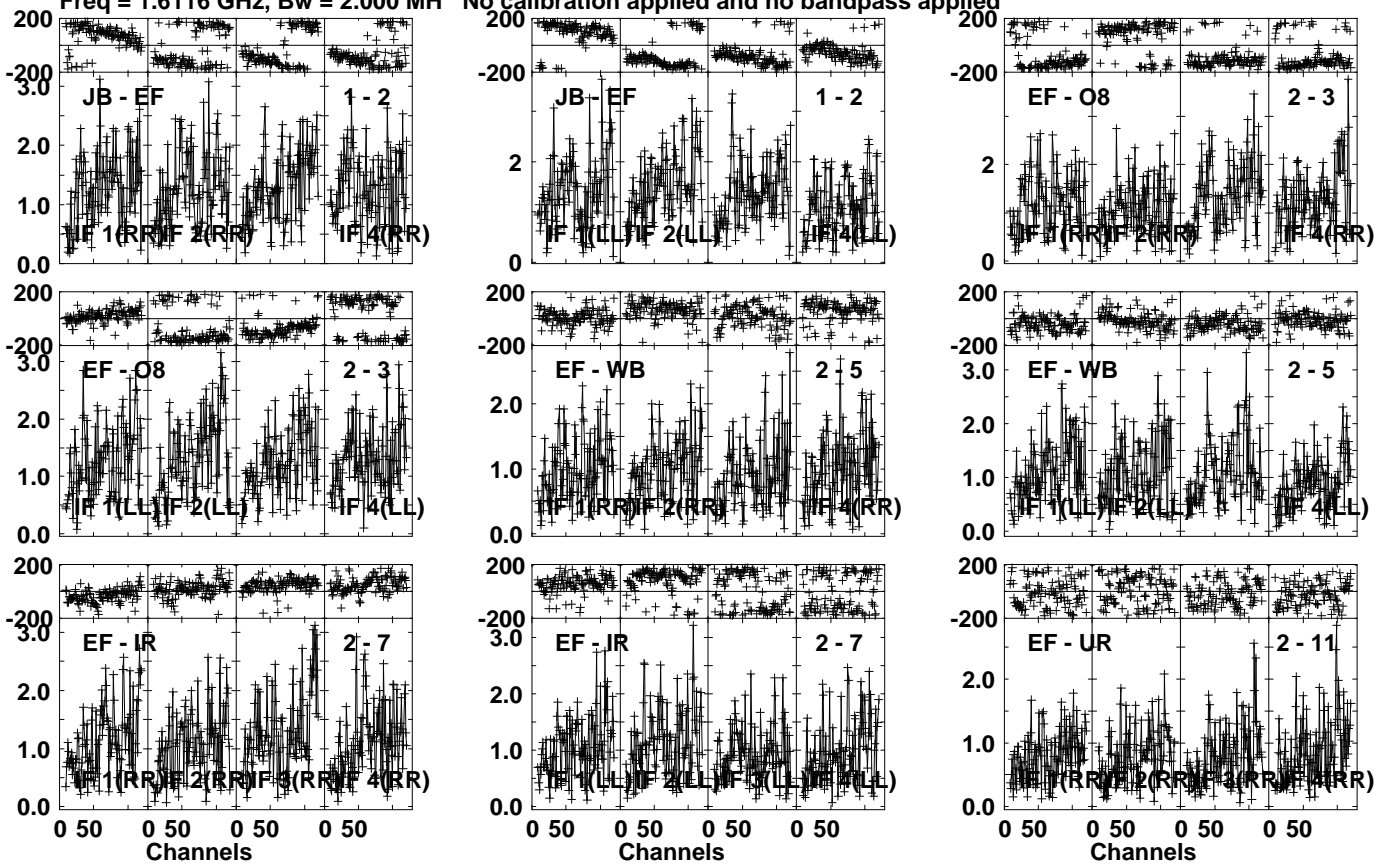 Freq = 1.6116 GHz, Bw = 2.000 MH No calibration applied and no bandpass applied
200
-200
3.0
2.0
1.0
0.0
JB - EF 1 - 2
IF 1(RR) IF 2(RR) IF 4(RR)
2
0
JB - EF 1 - 2
IF 1(LL) IF 2(LL) IF 4(LL)
200
-200
2
0
EF - O8 2 - 3
IF 1(RR) IF 2(RR) IF 4(RR)
200
-200
3.0
2.0
1.0
0.0
EF - O8 2 - 3
IF 1(LL) IF 2(LL) IF 4(LL)
200
-200
2.0
1.0
0.0
EF - WB 2 - 5
IF 1(RR) IF 2(RR) IF 4(RR)
200
-200
3.0
2.0
1.0
0.0
EF - WB 2 - 5
IF 1(LL) IF 2(LL) IF 4(LL)
200
-200
3.0
2.0
1.0
0.0
EF - IR 2 - 7
IF 1(RR) IF 2(RR) IF 3(RR) IF 4(RR)
0 50 0 50 0 50 0 50
Channels
200
-200
3.0
2.0
1.0
0.0
EF - IR 2 - 7
IF 1(LL) IF 2(LL) IF 3(LL) IF 4(LL)
0 50 0 50 0 50 0 50
Channels
200
-200
2.0
1.0
0.0
EF - UR 2 - 11
IF 1(RR) IF 2(RR) IF 3(RR) IF 4(RR)
0 50 0 50 0 50 0 50
Channels